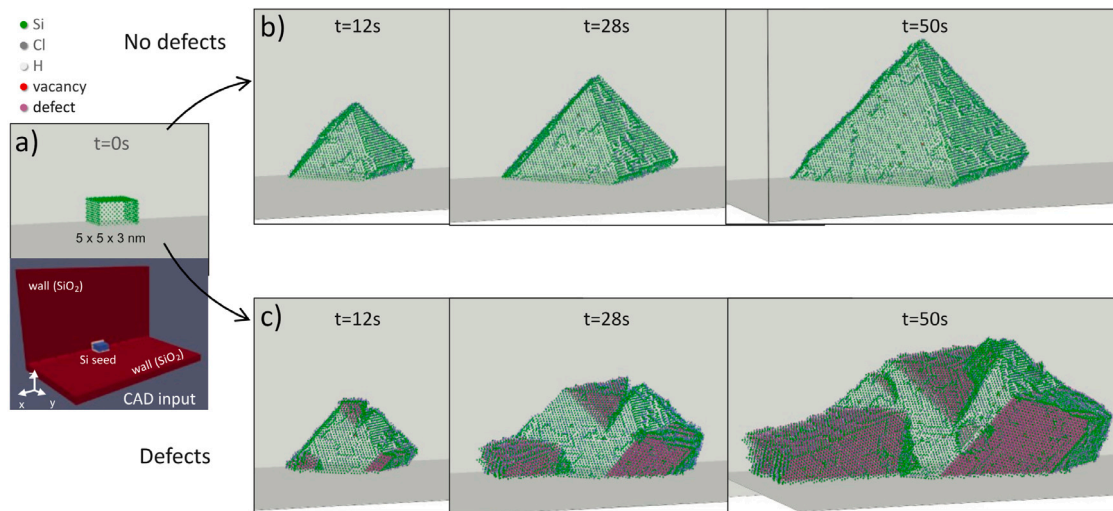 Si
Cl
H
vacancy
defect
No defects
a)
t=0s
5 x 5 x 3 nm
wall (SiO₂)
Si seed
wall (SiO₂)
z
x
y
CAD input
Defects
b)
t=12s
t=28s
t=50s
c)
t=12s
t=28s
t=50s